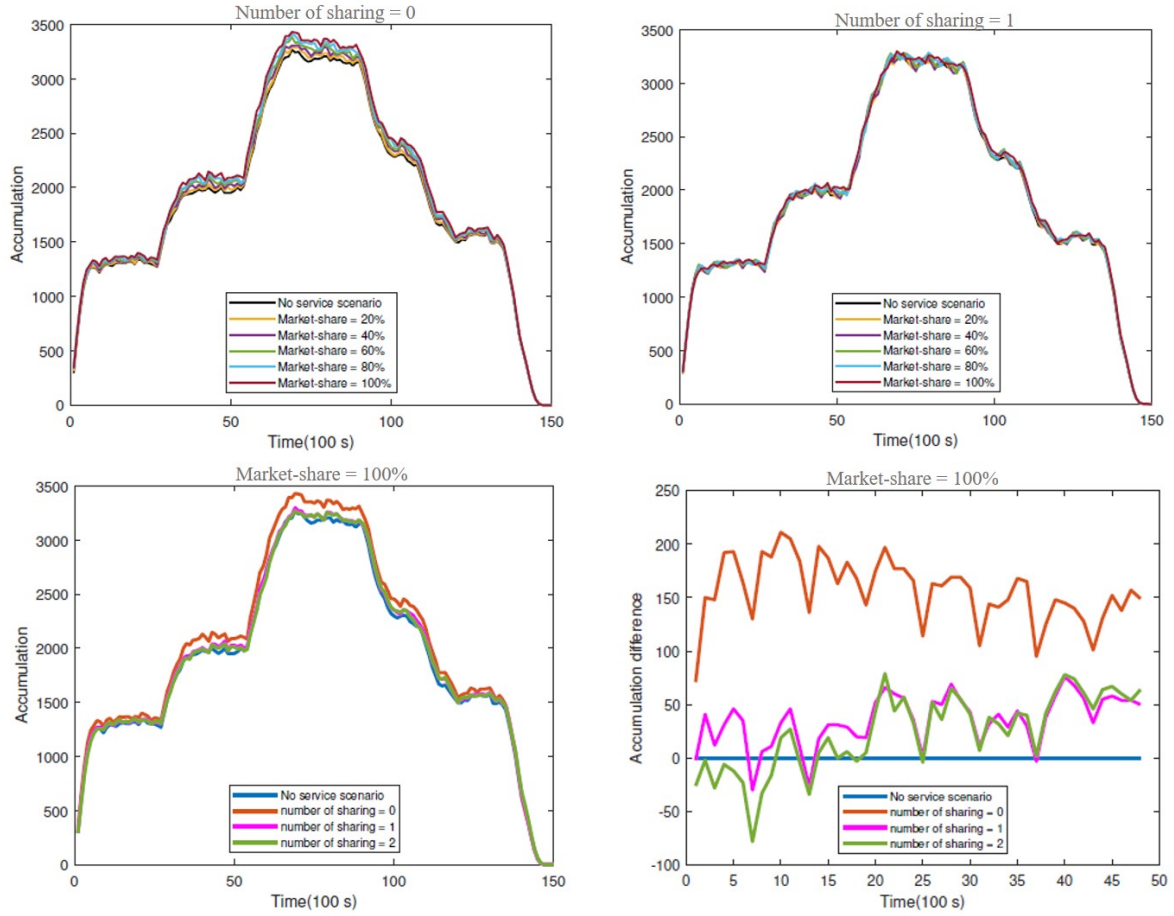 Number of sharing = 0
3500
3000
2500
2000
1500
1000
500
0
Accumulation
No service scenario
Market-share = 20%
Market-share = 40%
Market-share = 60%
Market-share = 80%
Market-share = 100%
0
50
100
150
Time(100 s)
Number of sharing = 1
3500
3000
2500
2000
1500
1000
500
0
Accumulation
No service scenario
Market-share = 20%
Market-share = 40%
Market-share = 60%
Market-share = 80%
Market-share = 100%
0
50
100
150
Time(100 s)
Market-share = 100%
3500
3000
2500
2000
1500
1000
500
0
Accumulation
No service scenario
number of sharing = 0
number of sharing = 1
number of sharing = 2
0
50
100
150
Time(100 s)
Market-share = 100%
250
200
150
100
50
0
-50
-100
Accumulation difference
No service scenario
number of sharing = 0
number of sharing = 1
number of sharing = 2
0
5
10
15
20
25
30
35
40
45
50
Time(100 s)